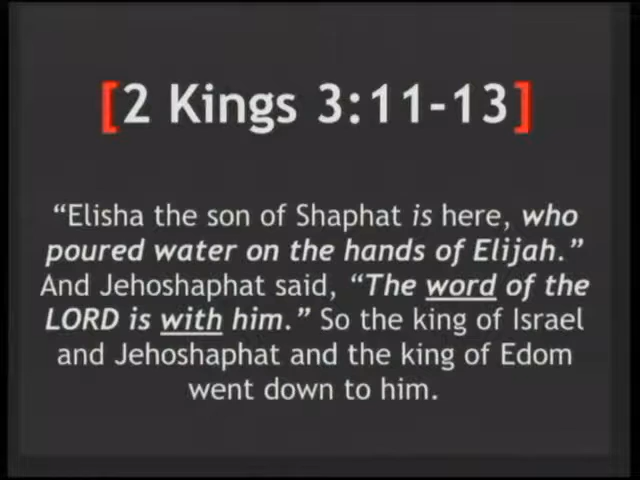 [2 Kings 3:11-13]
“Elisha the son of Shaphat is here, who
poured water on the hands of Elijah.”
And Jehoshaphat said, “The word of the
LORD is with him.” So the king of Israel
and Jehoshaphat and the king of Edom
went down to him.